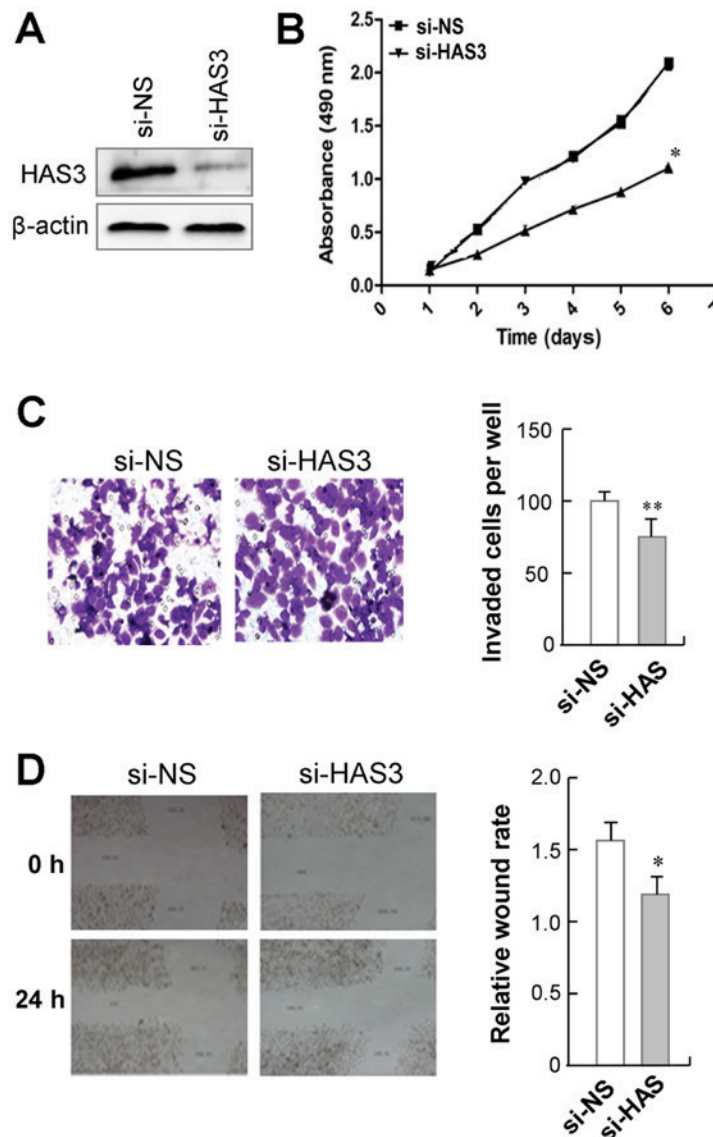 A
si-NS
si-HAS3
HAS3
β-actin
B
si-NS
si-HAS3
Absorbance (490 nm)
2.5
2.0
1.5
1.0
0.5
0.0
*
0
1
2
3
4
5
6
7
Time (days)
C
si-NS
si-HAS3
Invaded cells per well
150
100
50
0
**
si-NS
si-HAS
D
si-NS
si-HAS3
0 h
24 h
Relative wound rate
2.0
1.5
1.0
0.5
0
*
si-NS
si-HAS